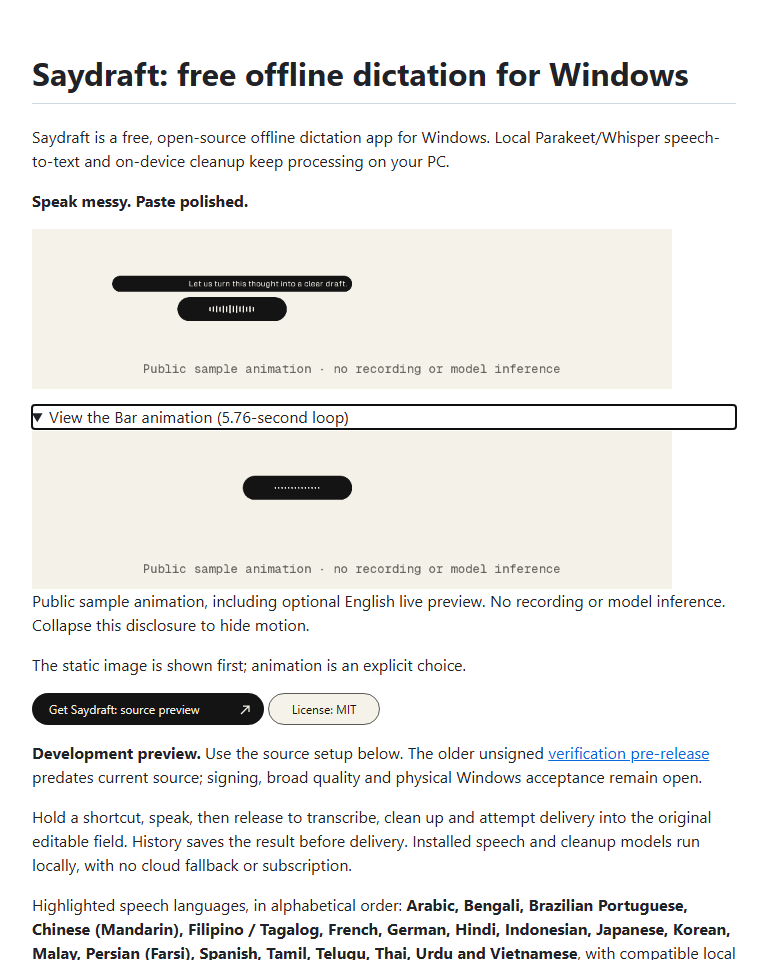 Saydraft: free offline dictation for Windows
Saydraft is a free, open-source offline dictation app for Windows. Local Parakeet/Whisper speech-
to-text and on-device cleanup keep processing on your PC.
Speak messy. Paste polished.
Let us turn this thought into a clear draft.
Public sample animation · no recording or model inference
View the Bar animation (5.76-second loop)
Public sample animation · no recording or model inference
Public sample animation, including optional English live preview. No recording or model inference.
Collapse this disclosure to hide motion.
The static image is shown first; animation is an explicit choice.
Get Saydraft: source preview
License: MIT
Development preview. Use the source setup below. The older unsigned verification pre-release
predates current source; signing, broad quality and physical Windows acceptance remain open.
Hold a shortcut, speak, then release to transcribe, clean up and attempt delivery into the original
editable field. History saves the result before delivery. Installed speech and cleanup models run
locally, with no cloud fallback or subscription.
Highlighted speech languages, in alphabetical order: Arabic, Bengali, Brazilian Portuguese,
Chinese (Mandarin), Filipino / Tagalog, French, German, Hindi, Indonesian, Japanese, Korean,
Malay, Persian (Farsi), Spanish, Tamil, Telugu, Thai, Urdu and Vietnamese, with compatible local